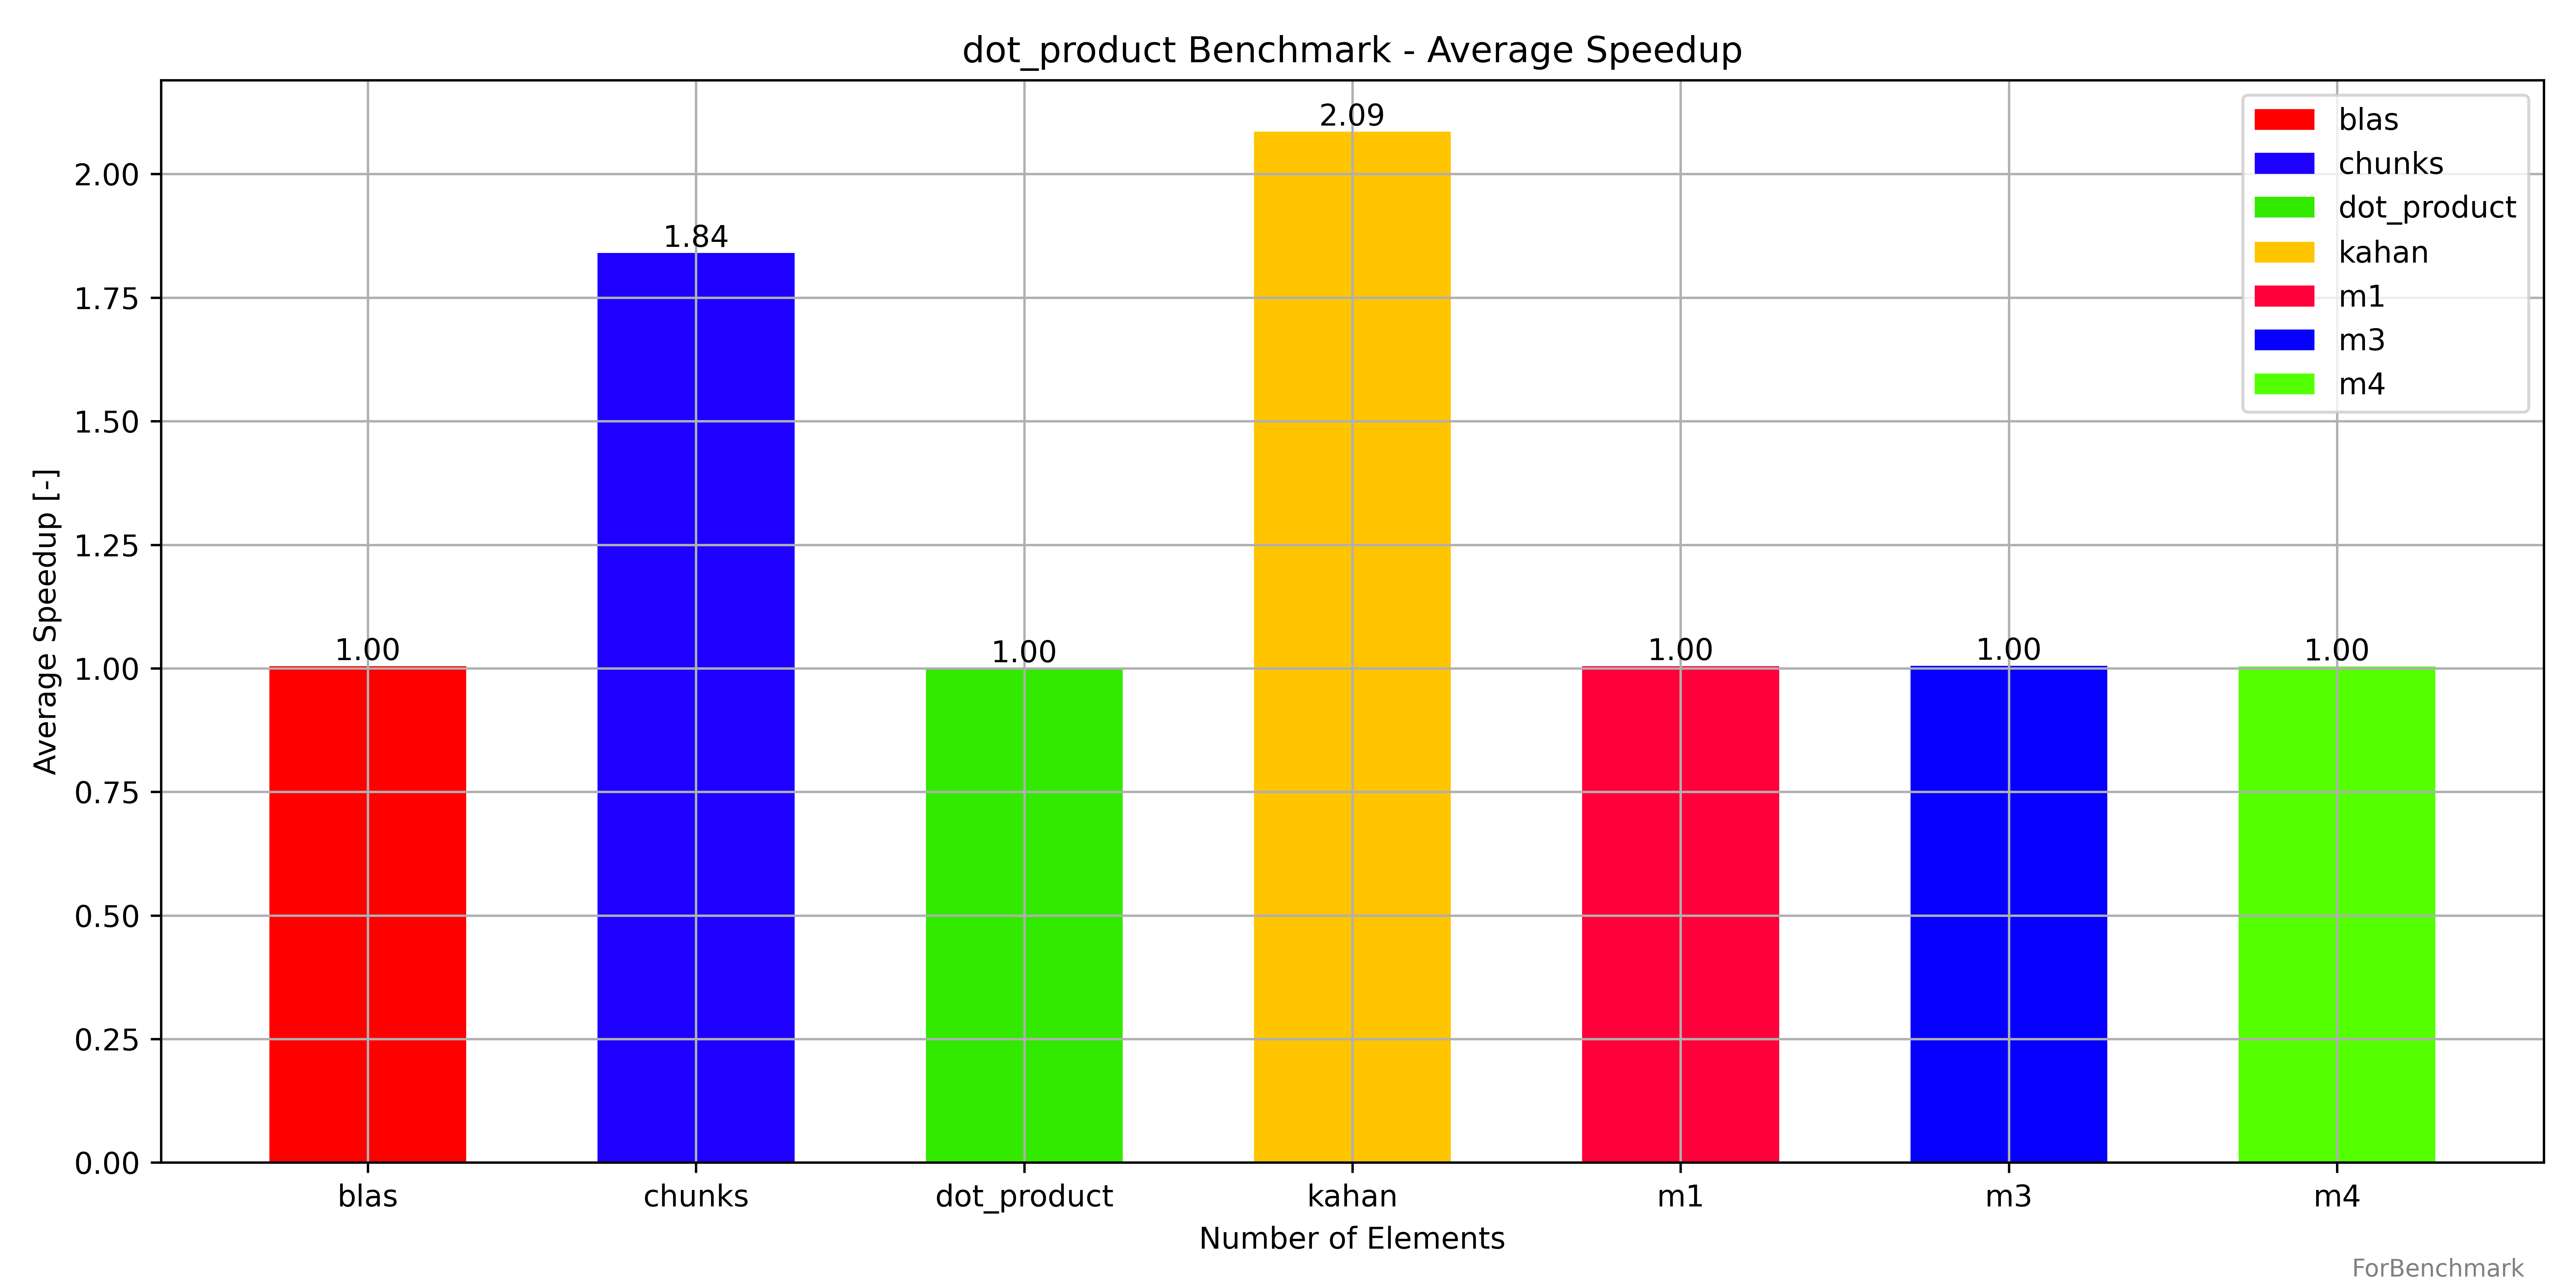 dot_product Benchmark - Average Speedup
Average Speedup [-]
2.00
1.75
1.50
1.25
1.00
0.75
0.50
0.25
0.00
1.00
1.84
1.00
2.09
1.00
1.00
1.00
blas
chunks
dot_product
kahan
m1
m3
m4
blas
chunks
dot_product
kahan
m1
m3
m4
Number of Elements
ForBenchmark